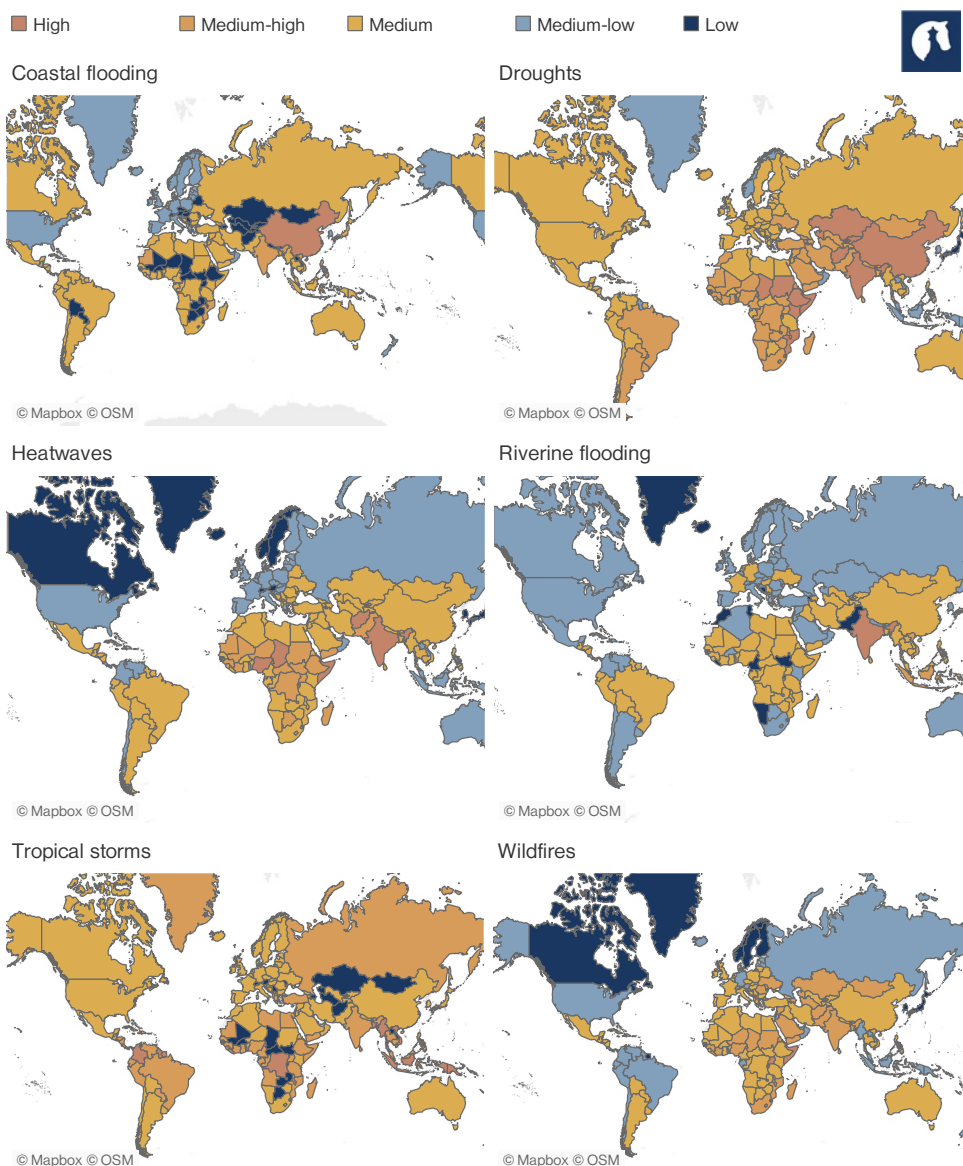 High Medium-high Medium Medium-low Low
Coastal flooding
Droughts
© Mapbox © OSM
© Mapbox © OSM
Heatwaves
Riverine flooding
© Mapbox © OSM
© Mapbox © OSM
Tropical storms
Wildfires
© Mapbox © OSM
© Mapbox © OSM